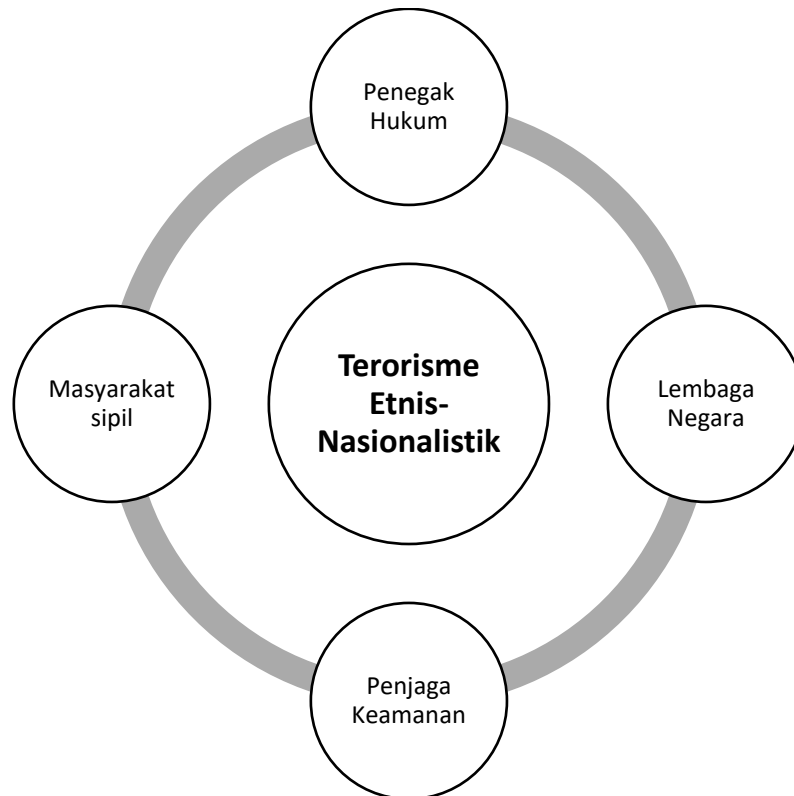 Penegak
Hukum
Masyarakat
sipil
Terorisme
Etnis-
Nasionalistik
Lembaga
Negara
Penjaga
Keamanan